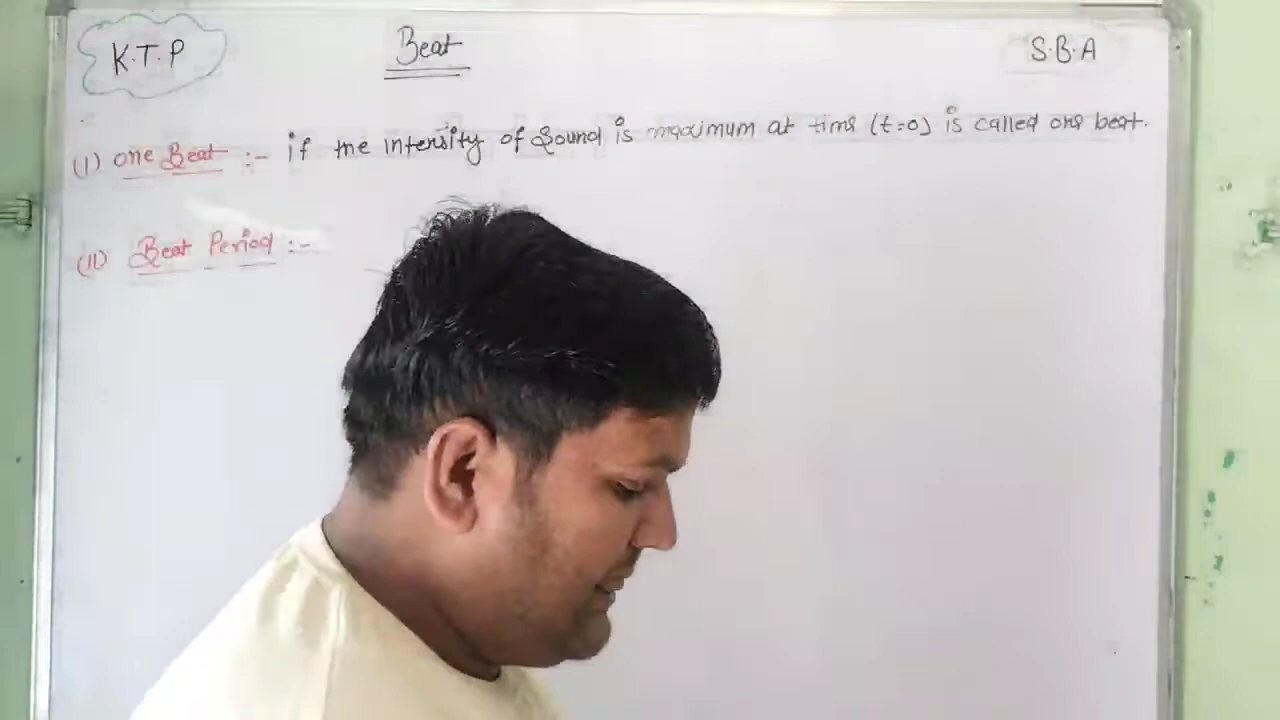 K.T.P
Beat
S.B.A
(I) one Beat :- if the intensity of sound is maximum at time (t=0) is called one beat.
(II) Beat Period :-